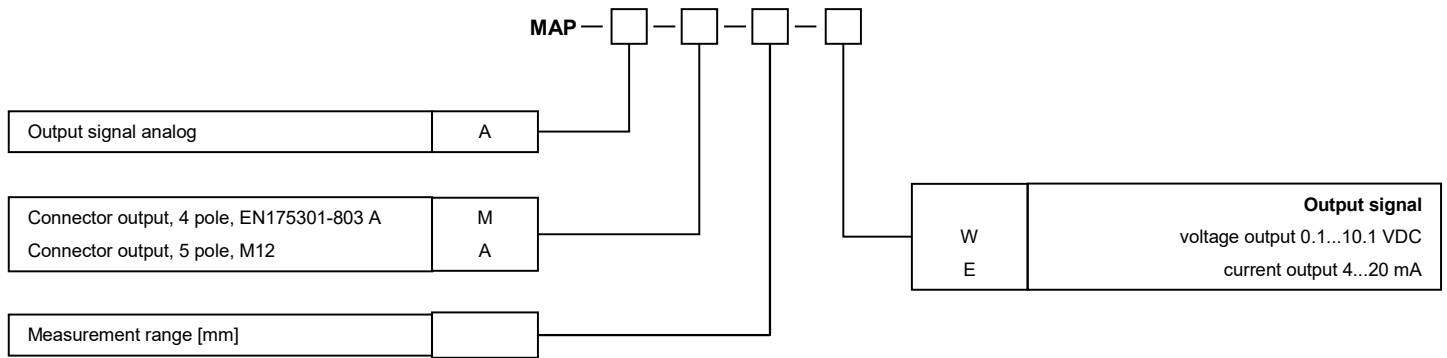 MAP — — — —
Output signal analog A
Connector output, 4 pole, EN175301-803 A M
Connector output, 5 pole, M12 A
Measurement range [mm]
Output signal
W voltage output 0.1...10.1 VDC
E current output 4...20 mA